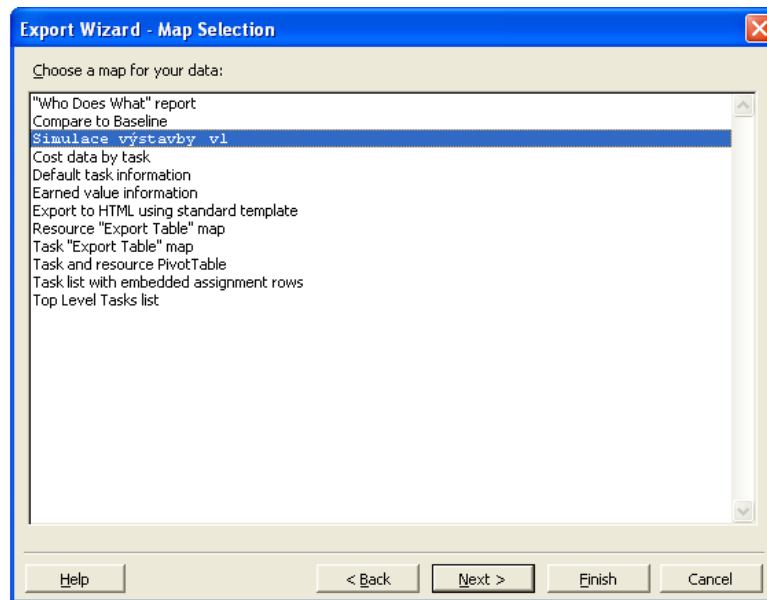 Export Wizard - Map Selection
Choose a map for your data:
"Who Does What" report
Compare to Baseline
Simulace výstavby v1
Cost data by task
Default task information
Earned value information
Export to HTML using standard template
Resource "Export Table" map
Task "Export Table" map
Task and resource PivotTable
Task list with embedded assignment rows
Top Level Tasks list
Help < Back Next > Finish Cancel